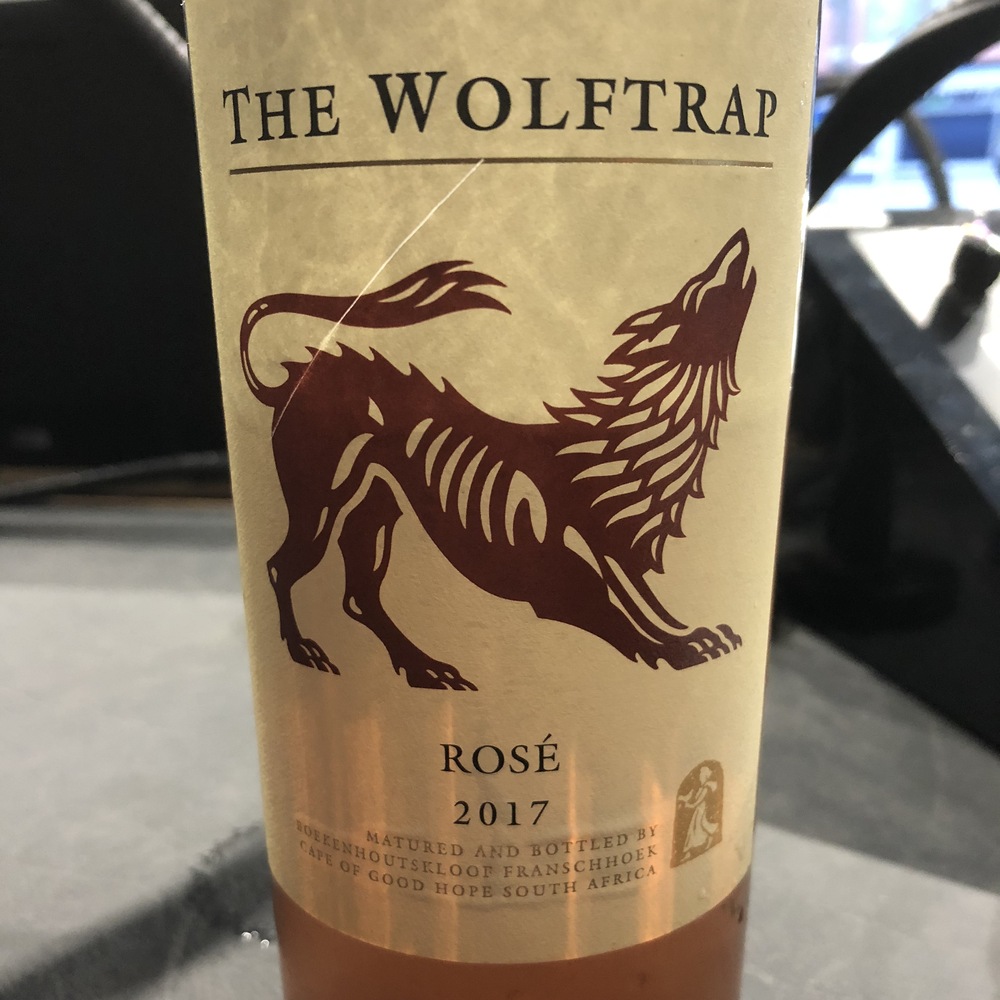 THE WOLFTRAP
ROSÉ
2017
MATURED AND BOTTLED BY
BOEKENHOUTSKLOOF FRANSCHHOEK
CAPE OF GOOD HOPE SOUTH AFRICA